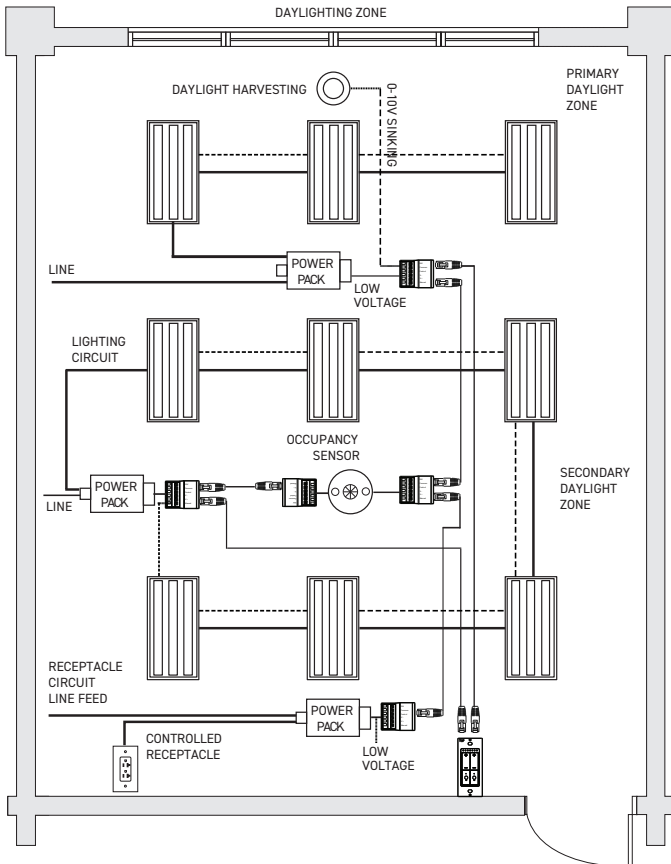 DAYLIGHTING ZONE
DAYLIGHT HARVESTING
0-10V SINKING
PRIMARY
DAYLIGHT
ZONE
LINE
POWER
PACK
LOW
VOLTAGE
LIGHTING
CIRCUIT
OCCUPANCY
SENSOR
POWER
PACK
LINE
SECONDARY
DAYLIGHT
ZONE
RECEPTACLE
CIRCUIT
LINE FEED
POWER
PACK
CONTROLLED
RECEPTACLE
LOW
VOLTAGE